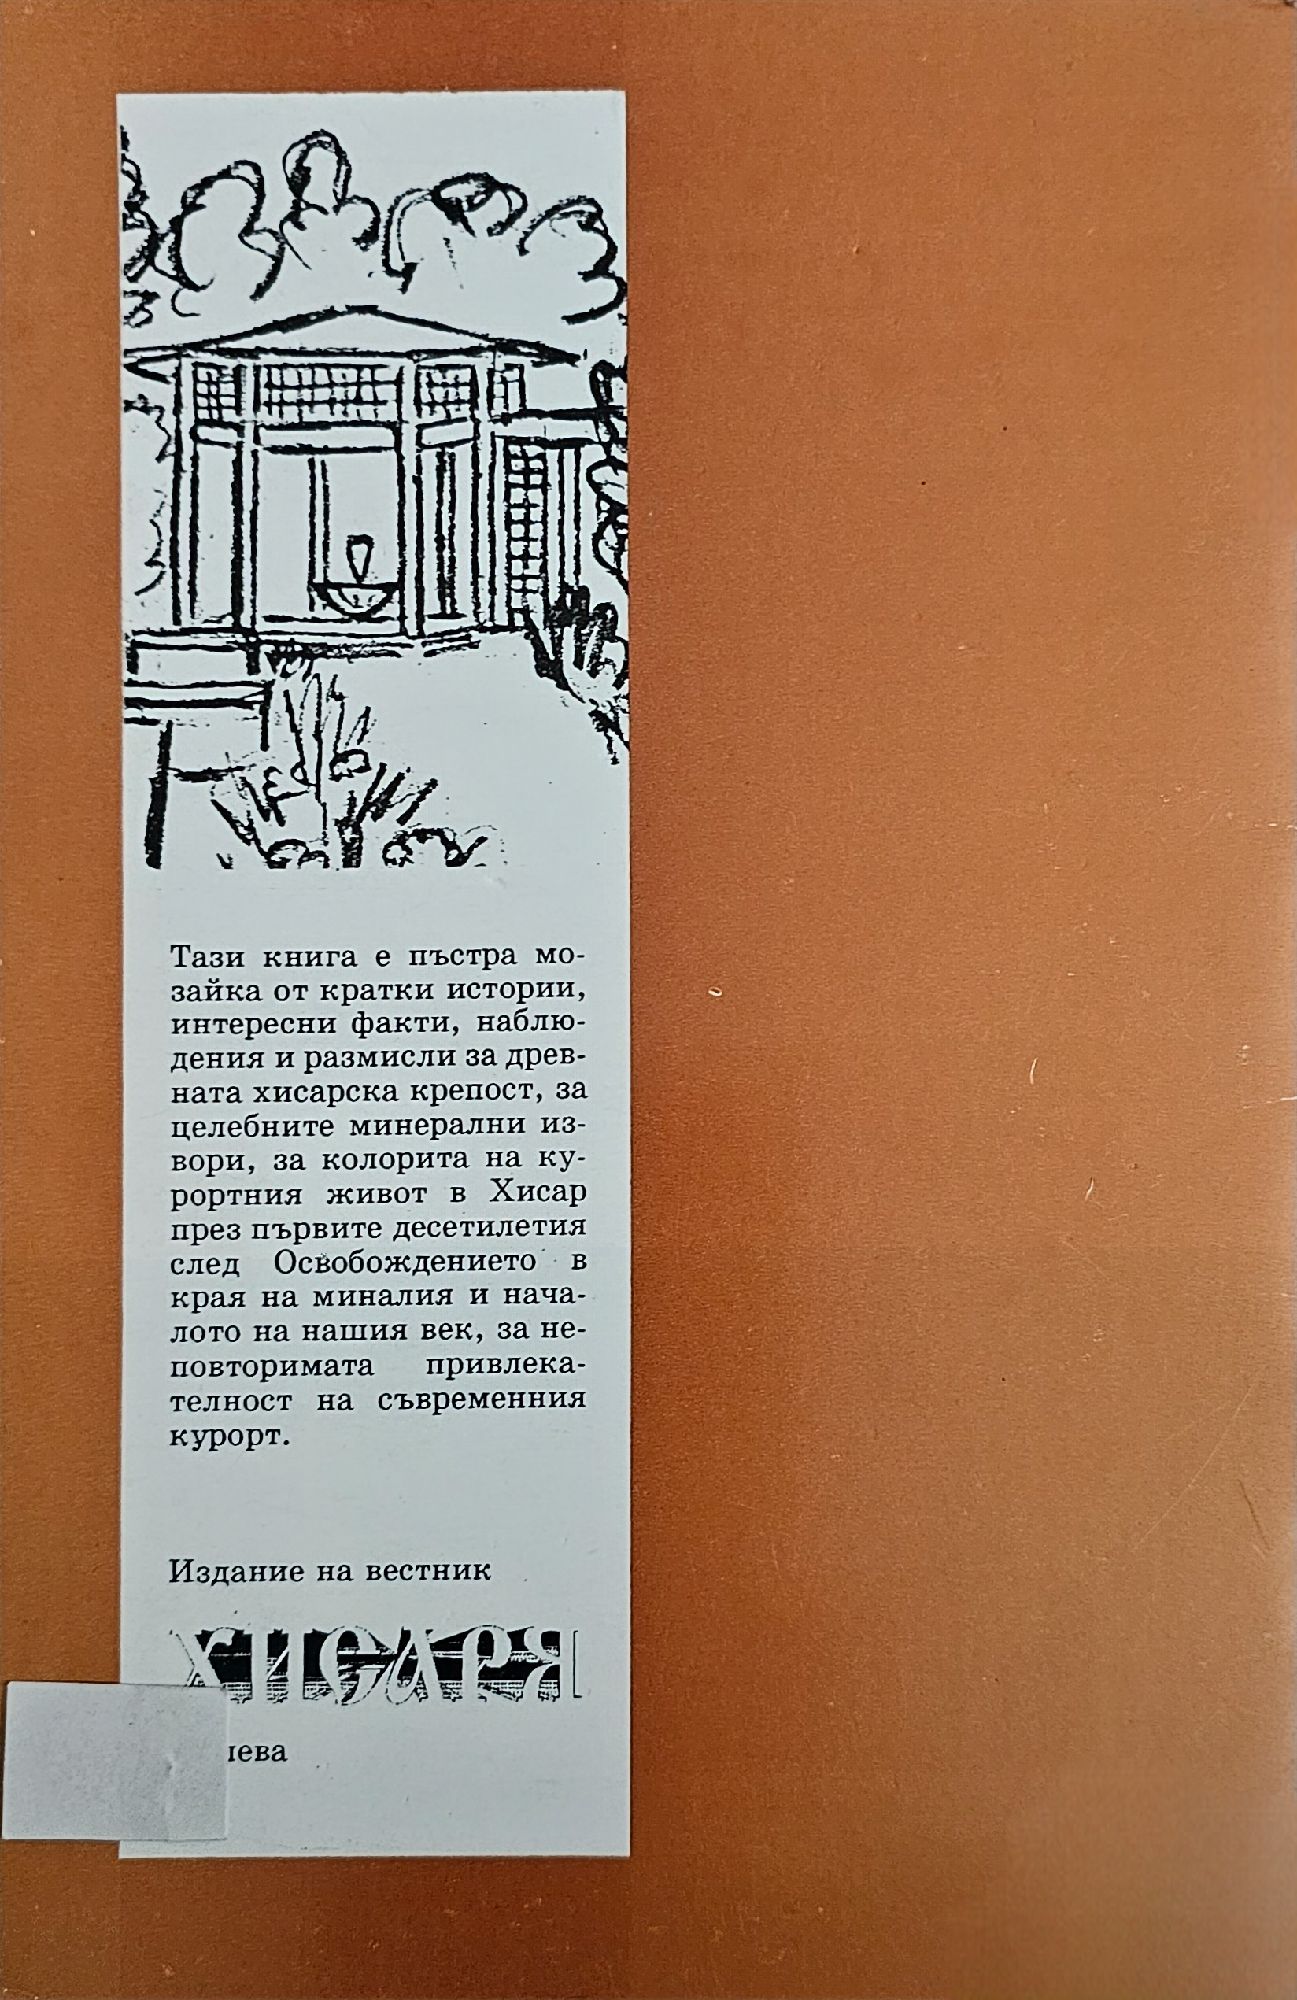 Тази книга е пъстра мо-
зайка от кратки истории,
интересни факти, наблю-
дения и размисли за древ-
ната хисарска крепост, за
целебните минерални из-
вори, за колорита на ку-
рортния живот в Хисар
през първите десетилетия
след Освобождението в
края на миналия и нача-
лото на нашия век, за не-
повторимата привлека-
телност на съвременния
курорт.
Издание на вестник
ХИСАРЯ
лева